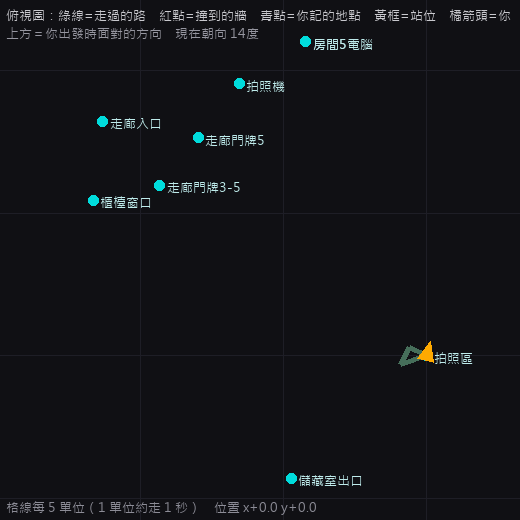 俯視圖：綠線=走過的路　紅點=撞到的牆　青點=你記的地點　黃框=站位　橘箭頭=你
上方＝你出發時面對的方向　現在朝向 14度
房間5電腦
拍照機
走廊入口
走廊門牌5
走廊門牌3-5
櫃檯窗口
拍照區
儲藏室出口
格線每 5 單位（1 單位約走 1 秒）　位置 x+0.0 y+0.0